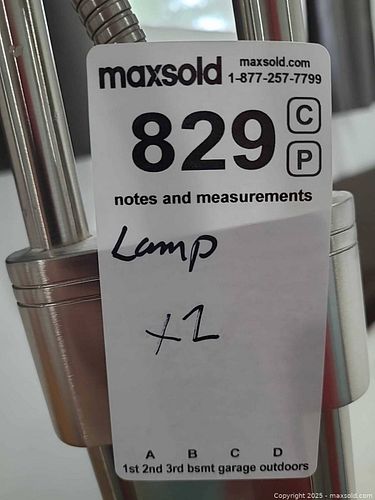 maxsold
maxsold.com
1-877-257-7799
829
C
P
notes and measurements
Lamp
x1
A B C D
1st 2nd 3rd bsmt garage outdoors
Copyright 2025 - maxsold.com